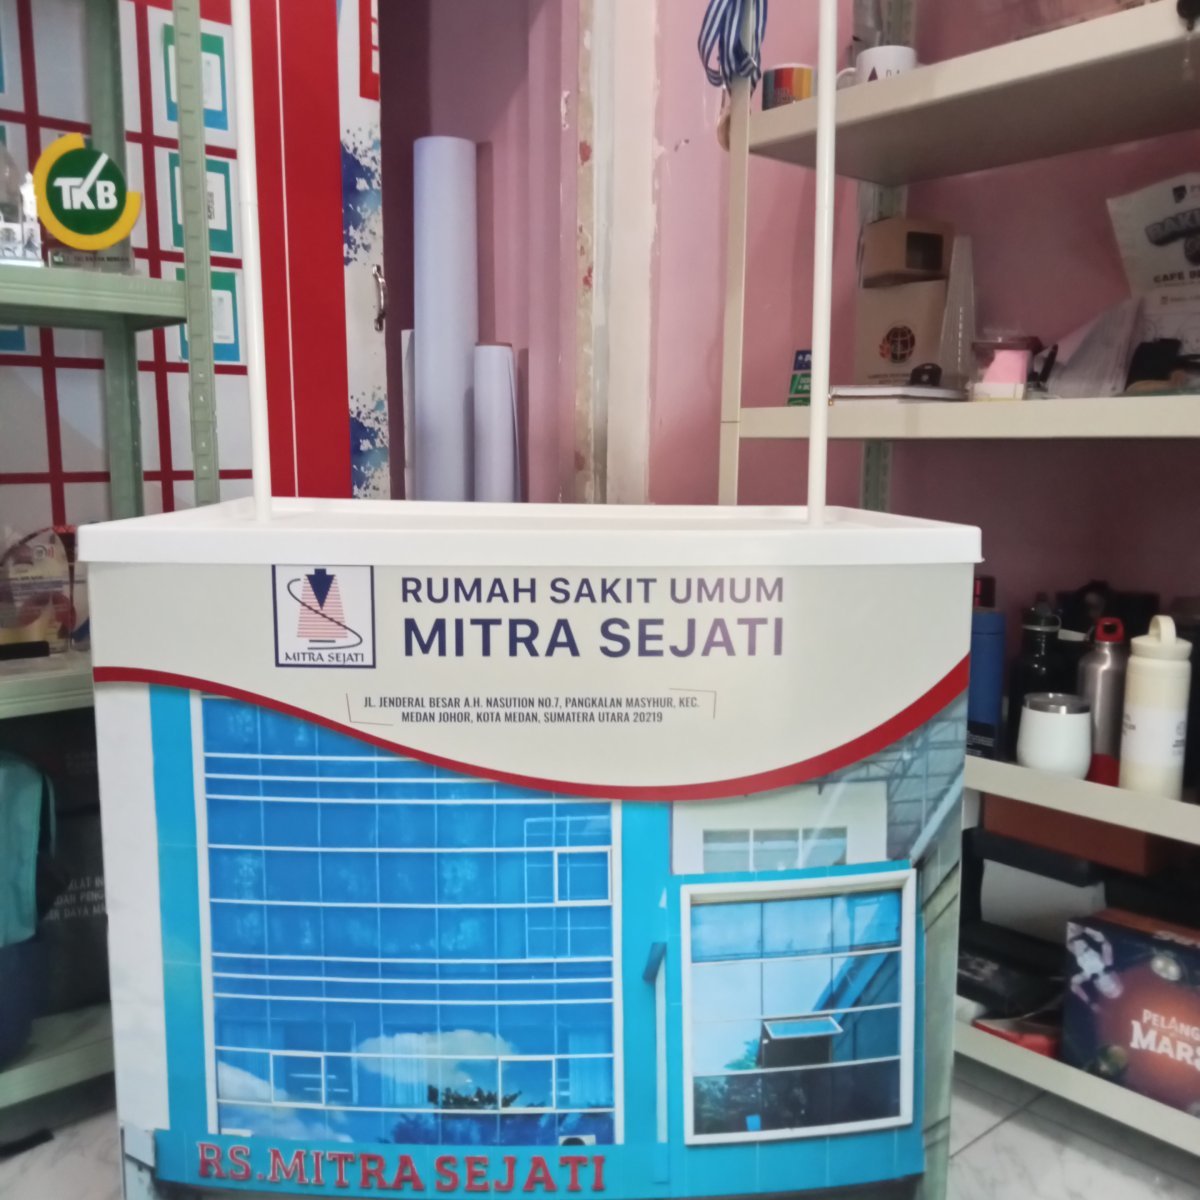 TKB
RUMAH SAKIT UMUM
MITRA SEJATI
MITRA SEJATI
JL. JENDERAL BESAR A.H. NASUTION NO.7, PANGKALAN MASYHUR, KEC.
MEDAN JOHOR, KOTA MEDAN, SUMATERA UTARA 20219
RS.MITRA SEJATI
CAFE